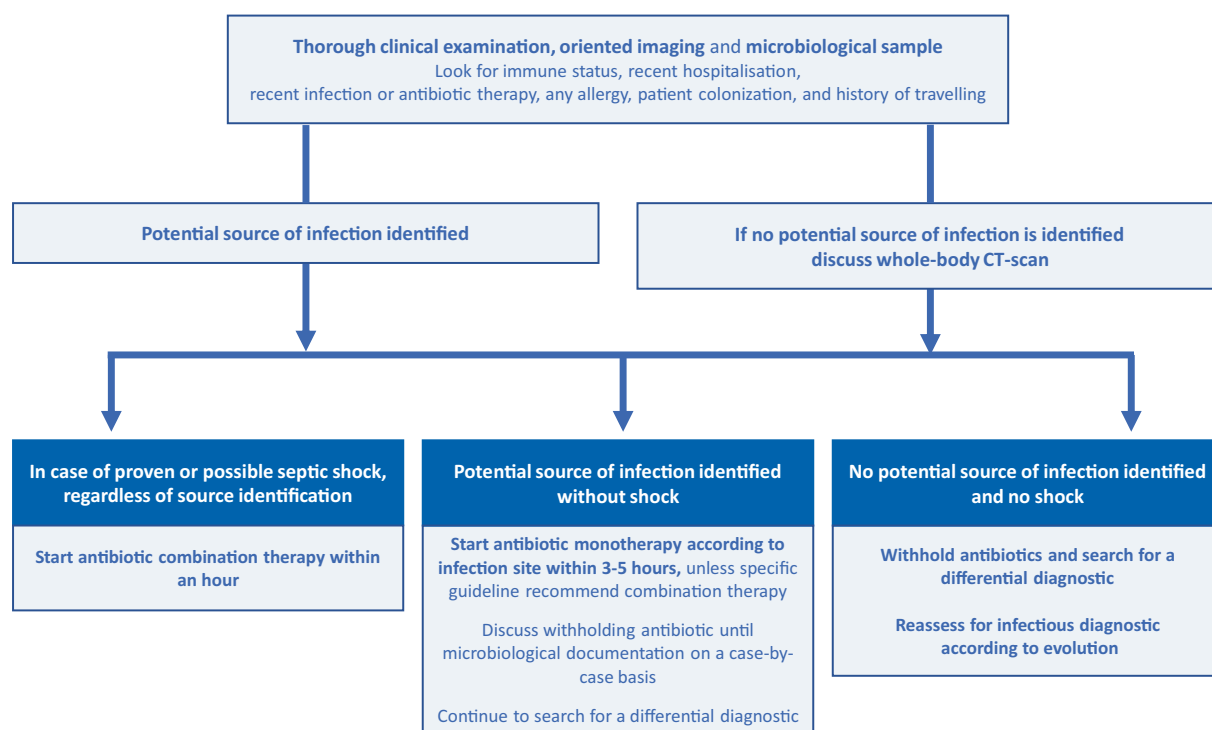 Thorough clinical examination, oriented imaging and microbiological sample
Look for immune status, recent hospitalisation,
recent infection or antibiotic therapy, any allergy, patient colonization, and history of travelling
Potential source of infection identified
If no potential source of infection is identified
discuss whole-body CT-scan
In case of proven or possible septic shock,
regardless of source identification
Start antibiotic combination therapy within
an hour
Potential source of infection identified
without shock
Start antibiotic monotherapy according to
infection site within 3-5 hours, unless specific
guideline recommend combination therapy
Discuss withholding antibiotic until
microbiological documentation on a case-by-
case basis
Continue to search for a differential diagnostic
No potential source of infection identified
and no shock
Withhold antibiotics and search for a
differential diagnostic
Reassess for infectious diagnostic
according to evolution